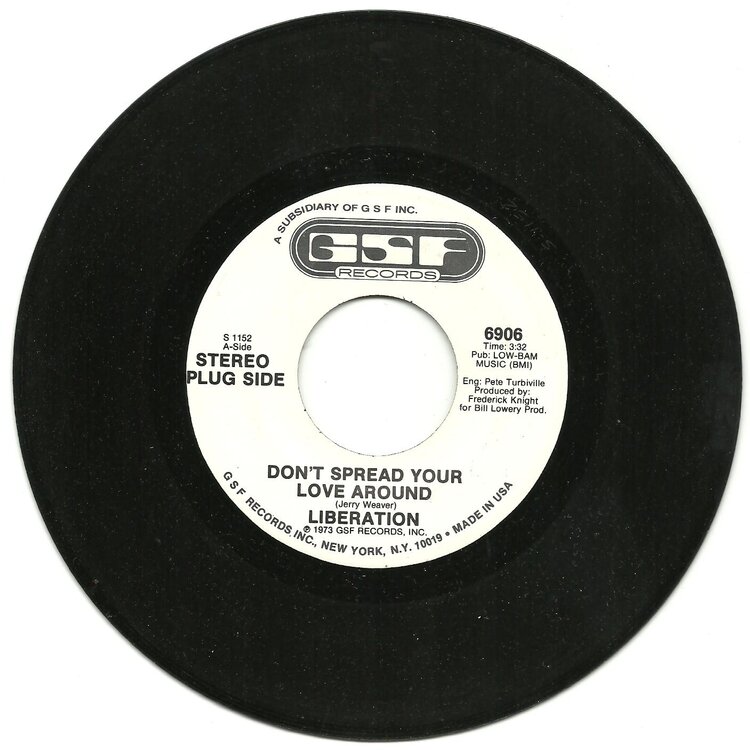 A SUBSIDIARY OF G S F INC.
GSF
RECORDS
S 1152
A-Side
STEREO
PLUG SIDE
6906
Time: 3:32
Pub: LOW-BAM
MUSIC (BMI)
Eng: Pete Turbiville
Produced by:
Frederick Knight
for Bill Lowery Prod.
DON'T SPREAD YOUR
LOVE AROUND
(Jerry Weaver)
LIBERATION
℗ 1973 GSF RECORDS, INC.
G S F RECORDS, INC., NEW YORK, N.Y. 10019 • MADE IN USA